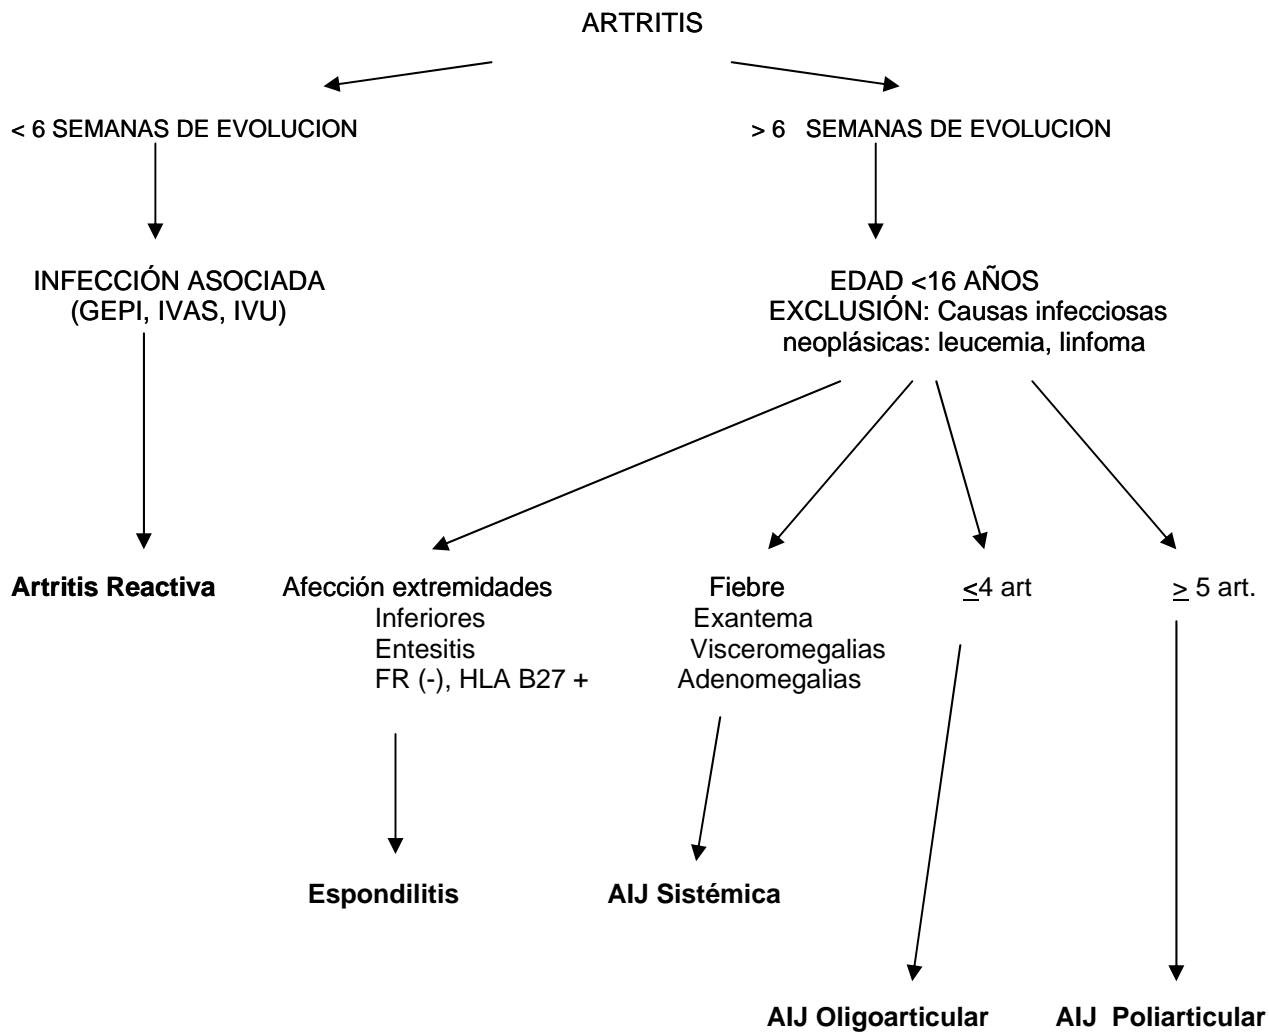 ARTRITIS
< 6 SEMANAS DE EVOLUCION
> 6 SEMANAS DE EVOLUCION
INFECCIÓN ASOCIADA
(GEPI, IVAS, IVU)
EDAD <16 AÑOS
EXCLUSIÓN: Causas infecciosas
neoplásicas: leucemia, linfoma
Artritis Reactiva
Afección extremidades
Inferiores
Entesitis
FR (-), HLA B27 +
Fiebre
Exantema
Visceromegalias
Adenomegalias
≤4 art
≥ 5 art.
Espondilitis
AIJ Sistémica
AIJ Oligoarticular
AIJ Poliarticular